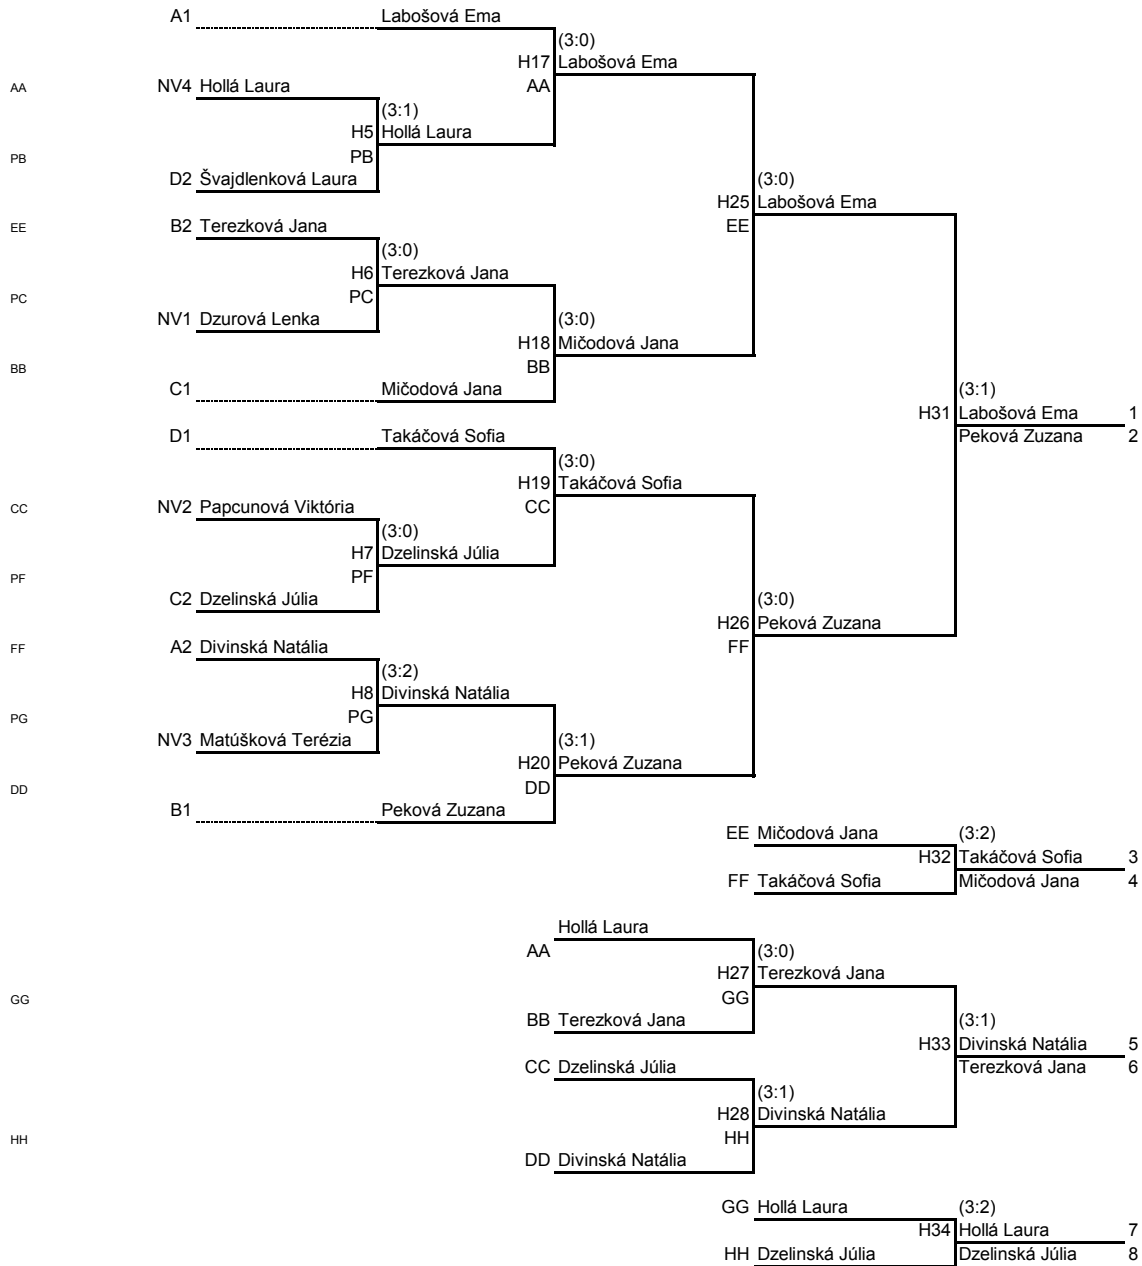 A1 Labošová Ema
(3:0)
H17 Labošová Ema
AA NV4 Hollá Laura AA
(3:1)
H5 Hollá Laura
PB PB
D2 Švajdlenková Laura (3:0)
H25 Labošová Ema
EE B2 Terezková Jana EE
(3:0)
H6 Terezková Jana
PC PC
NV1 Dzurová Lenka (3:0)
H18 Mičodová Jana
BB BB
C1 Mičodová Jana (3:1)
H31 Labošová Ema 1
D1 Takáčová Sofia Peková Zuzana 2
(3:0)
H19 Takáčová Sofia
CC NV2 Papcunová Viktória CC
(3:0)
H7 Dzelinská Júlia
PF PF
C2 Dzelinská Júlia (3:0)
H26 Peková Zuzana
FF A2 Divinská Natália FF
(3:2)
H8 Divinská Natália
PG PG
NV3 Matúšková Terézia (3:1)
H20 Peková Zuzana
DD DD
B1 Peková Zuzana
EE Mičodová Jana (3:2)
H32 Takáčová Sofia 3
FF Takáčová Sofia Mičodová Jana 4
Hollá Laura
AA (3:0)
H27 Terezková Jana
GG GG
BB Terezková Jana (3:1)
H33 Divinská Natália 5
CC Dzelinská Júlia Terezková Jana 6
(3:1)
H28 Divinská Natália
HH HH
DD Divinská Natália
GG Hollá Laura (3:2)
H34 Hollá Laura 7
HH Dzelinská Júlia Dzelinská Júlia 8